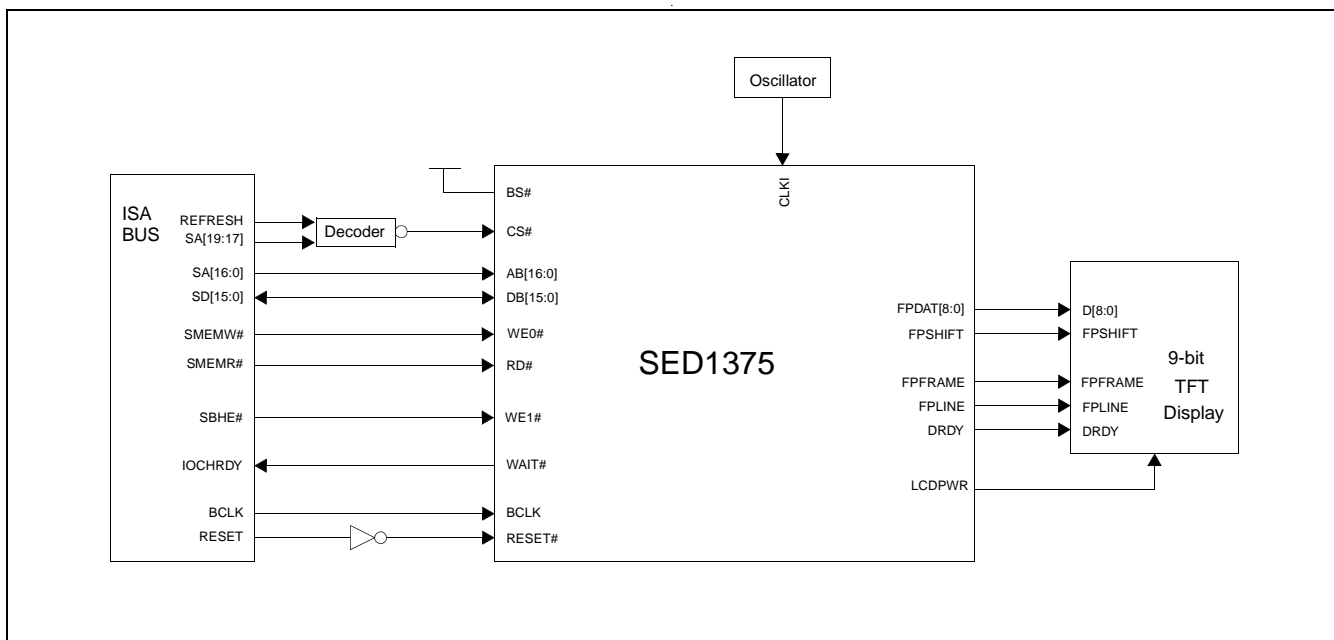 Oscillator
CLKI
ISA
BUS
REFRESH
SA[19:17]
SA[16:0]
SD[15:0]
SMEMW#
SMEMR#
SBHE#
IOCHRDY
BCLK
RESET
Decoder
BS#
CS#
AB[16:0]
DB[15:0]
WE0#
RD#
WE1#
WAIT#
BCLK
RESET#
SED1375
FPDAT[8:0]
FPSHIFT
FPFRAME
FPLINE
DRDY
LCDPWR
D[8:0]
FPSHIFT
FPFRAME
FPLINE
DRDY
9-bit
TFT
Display